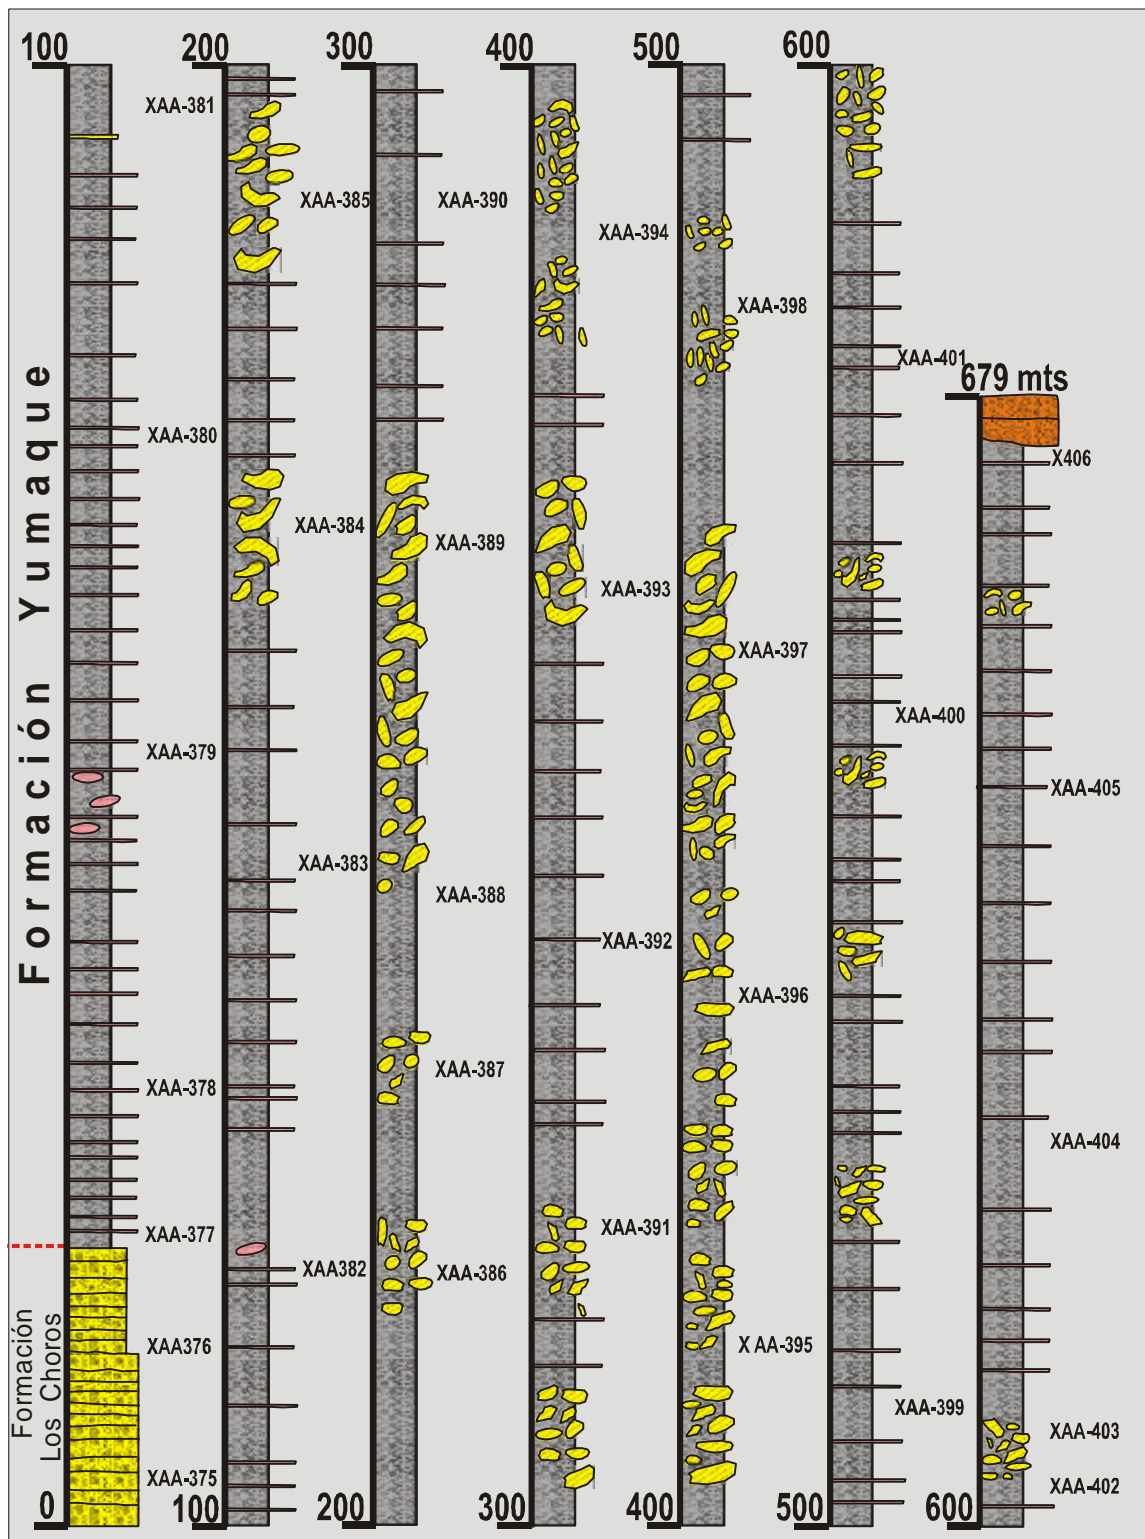 100
200
300
400
500
600
XAA-381
XAA-385
XAA-390
XAA-394
XAA-398
XAA-401
679 mts
XAA-380
X406
XAA-384
XAA-389
XAA-393
XAA-397
XAA-400
XAA-379
XAA-405
XAA-383
XAA-388
XAA-392
XAA-396
XAA-378
XAA-387
XAA-404
XAA-377
XAA-391
XAA382
XAA-386
XAA376
X AA-395
XAA-399
XAA-403
XAA-375
XAA-402
0
100
200
300
400
500
600
Formación Yumaque
Formación
Los Choros